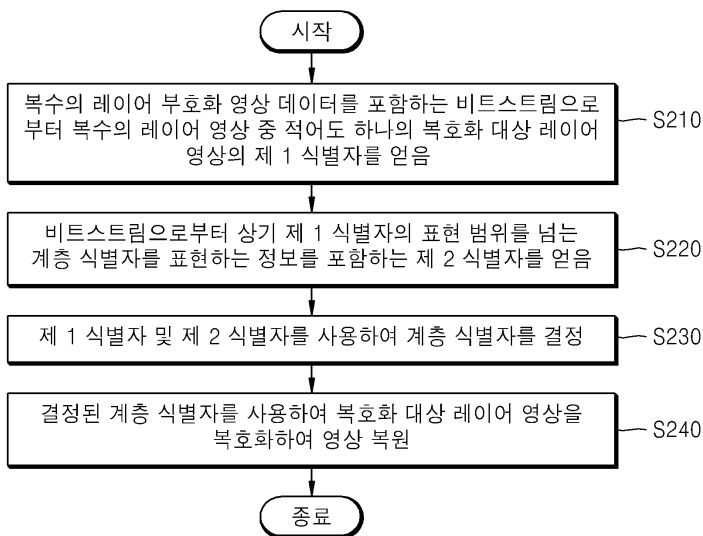 시작
복수의 레이어 부호화 영상 데이터를 포함하는 비트스트림으로
부터 복수의 레이어 영상 중 적어도 하나의 복호화 대상 레이어
영상의 제 1 식별자를 얻음
S210
비트스트림으로부터 상기 제 1 식별자의 표현 범위를 넘는
계층 식별자를 표현하는 정보를 포함하는 제 2 식별자를 얻음
S220
제 1 식별자 및 제 2 식별자를 사용하여 계층 식별자를 결정
S230
결정된 계층 식별자를 사용하여 복호화 대상 레이어 영상을
복호화하여 영상 복원
S240
종료